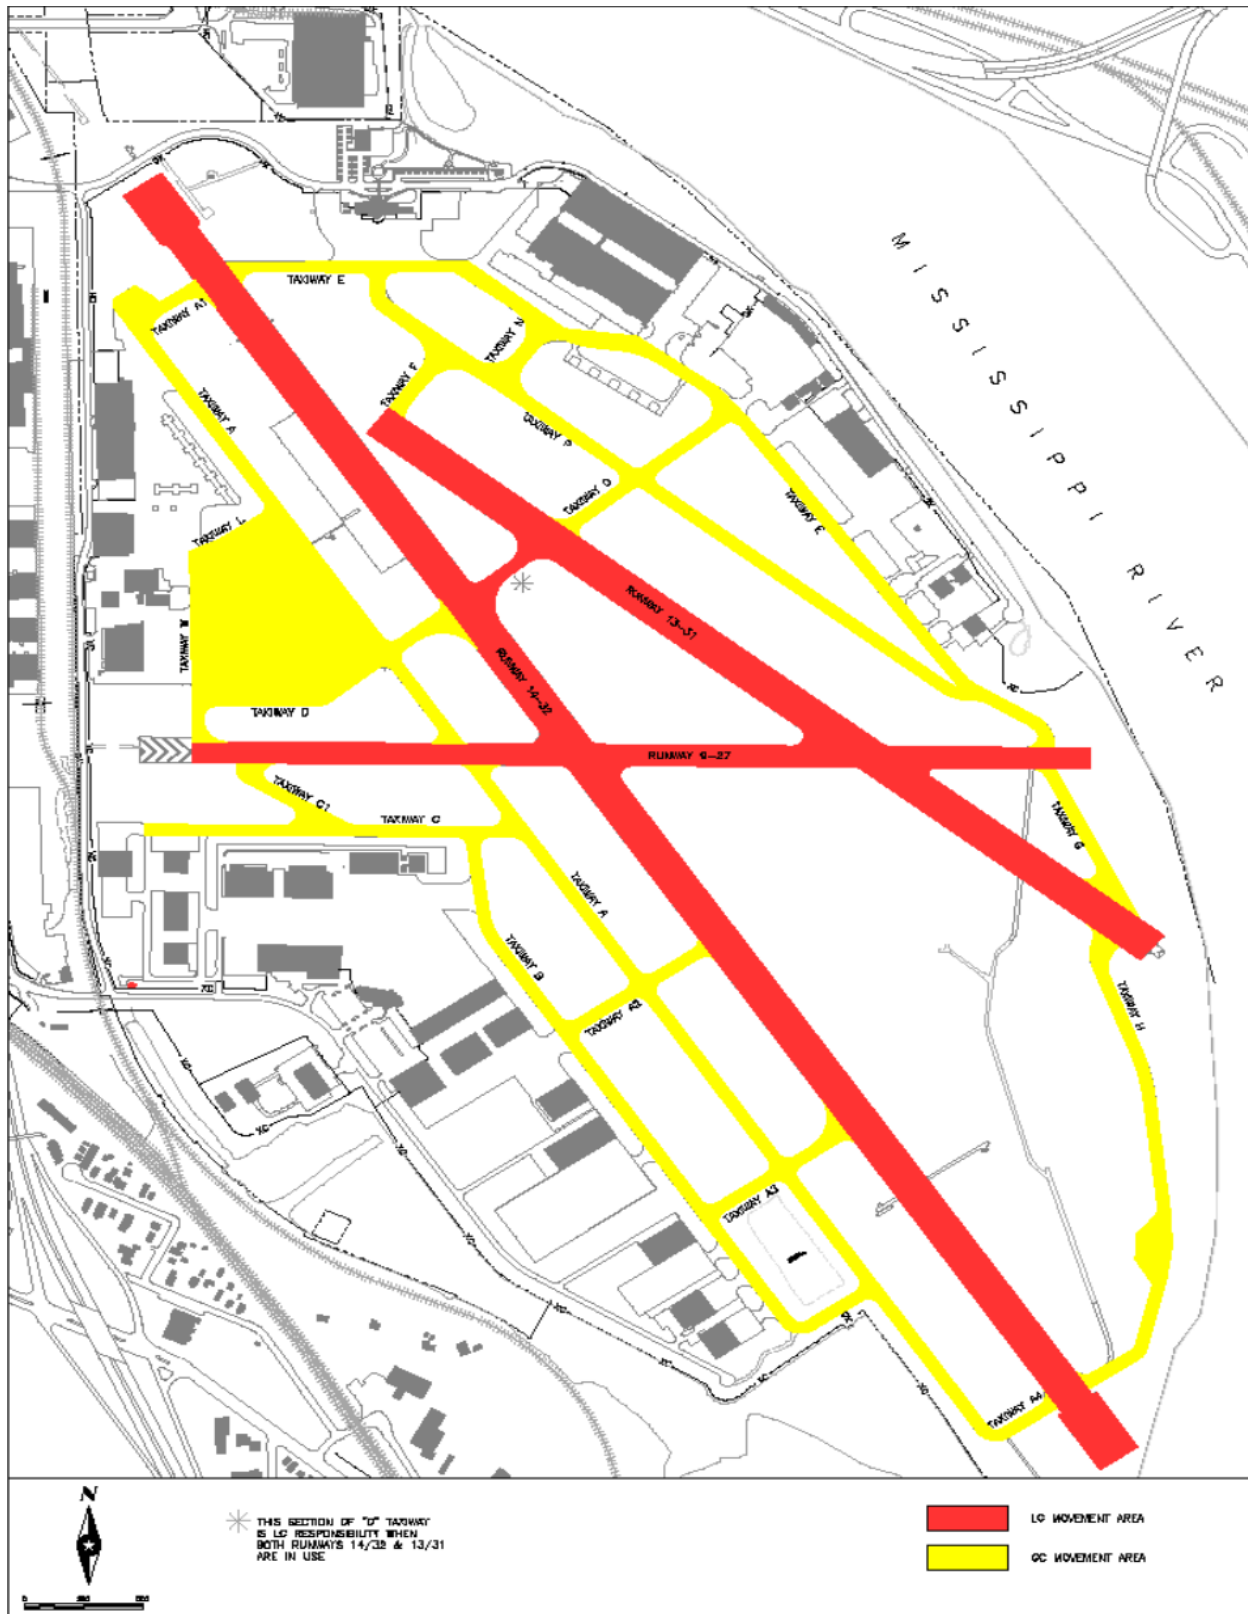 TAXIWAY E
TAXIWAY A1
TAXIWAY N
TAXIWAY F
TAXIWAY A
TAXIWAY P
TAXIWAY D
TAXIWAY E
TAXIWAY L
MISSISSIPPI RIVER
RUNWAY 13-31
TAXIWAY M
RUNWAY 14-32
TAXIWAY D
RUNWAY 9-27
TAXIWAY C1
TAXIWAY C
TAXIWAY G
TAXIWAY A
TAXIWAY B
TAXIWAY A2
TAXIWAY H
TAXIWAY A3
TAXIWAY A4
N
THIS SECTION OF "D" TAXIWAY
IS LC RESPONSIBILITY WHEN
BOTH RUNWAYS 14/32 & 13/31
ARE IN USE
LC MOVEMENT AREA
GC MOVEMENT AREA